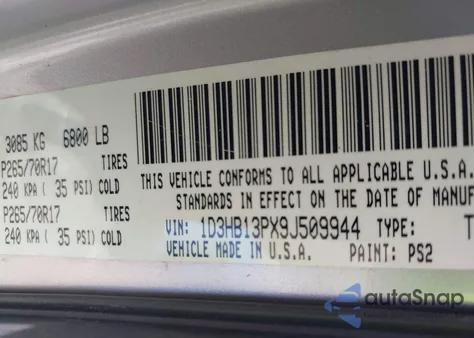 3085 KG 6800 LB
P265/70R17 TIRES
240 KPA ( 35 PSI) COLD
P265/70R17 TIRES
240 KPA ( 35 PSI) COLD
THIS VEHICLE CONFORMS TO ALL APPLICABLE U.S.A.
STANDARDS IN EFFECT ON THE DATE OF MANUF
VIN: 1D3HB13PX9J509944 TYPE: T
VEHICLE MADE IN U.S.A. PAINT: PS2
autoSnap